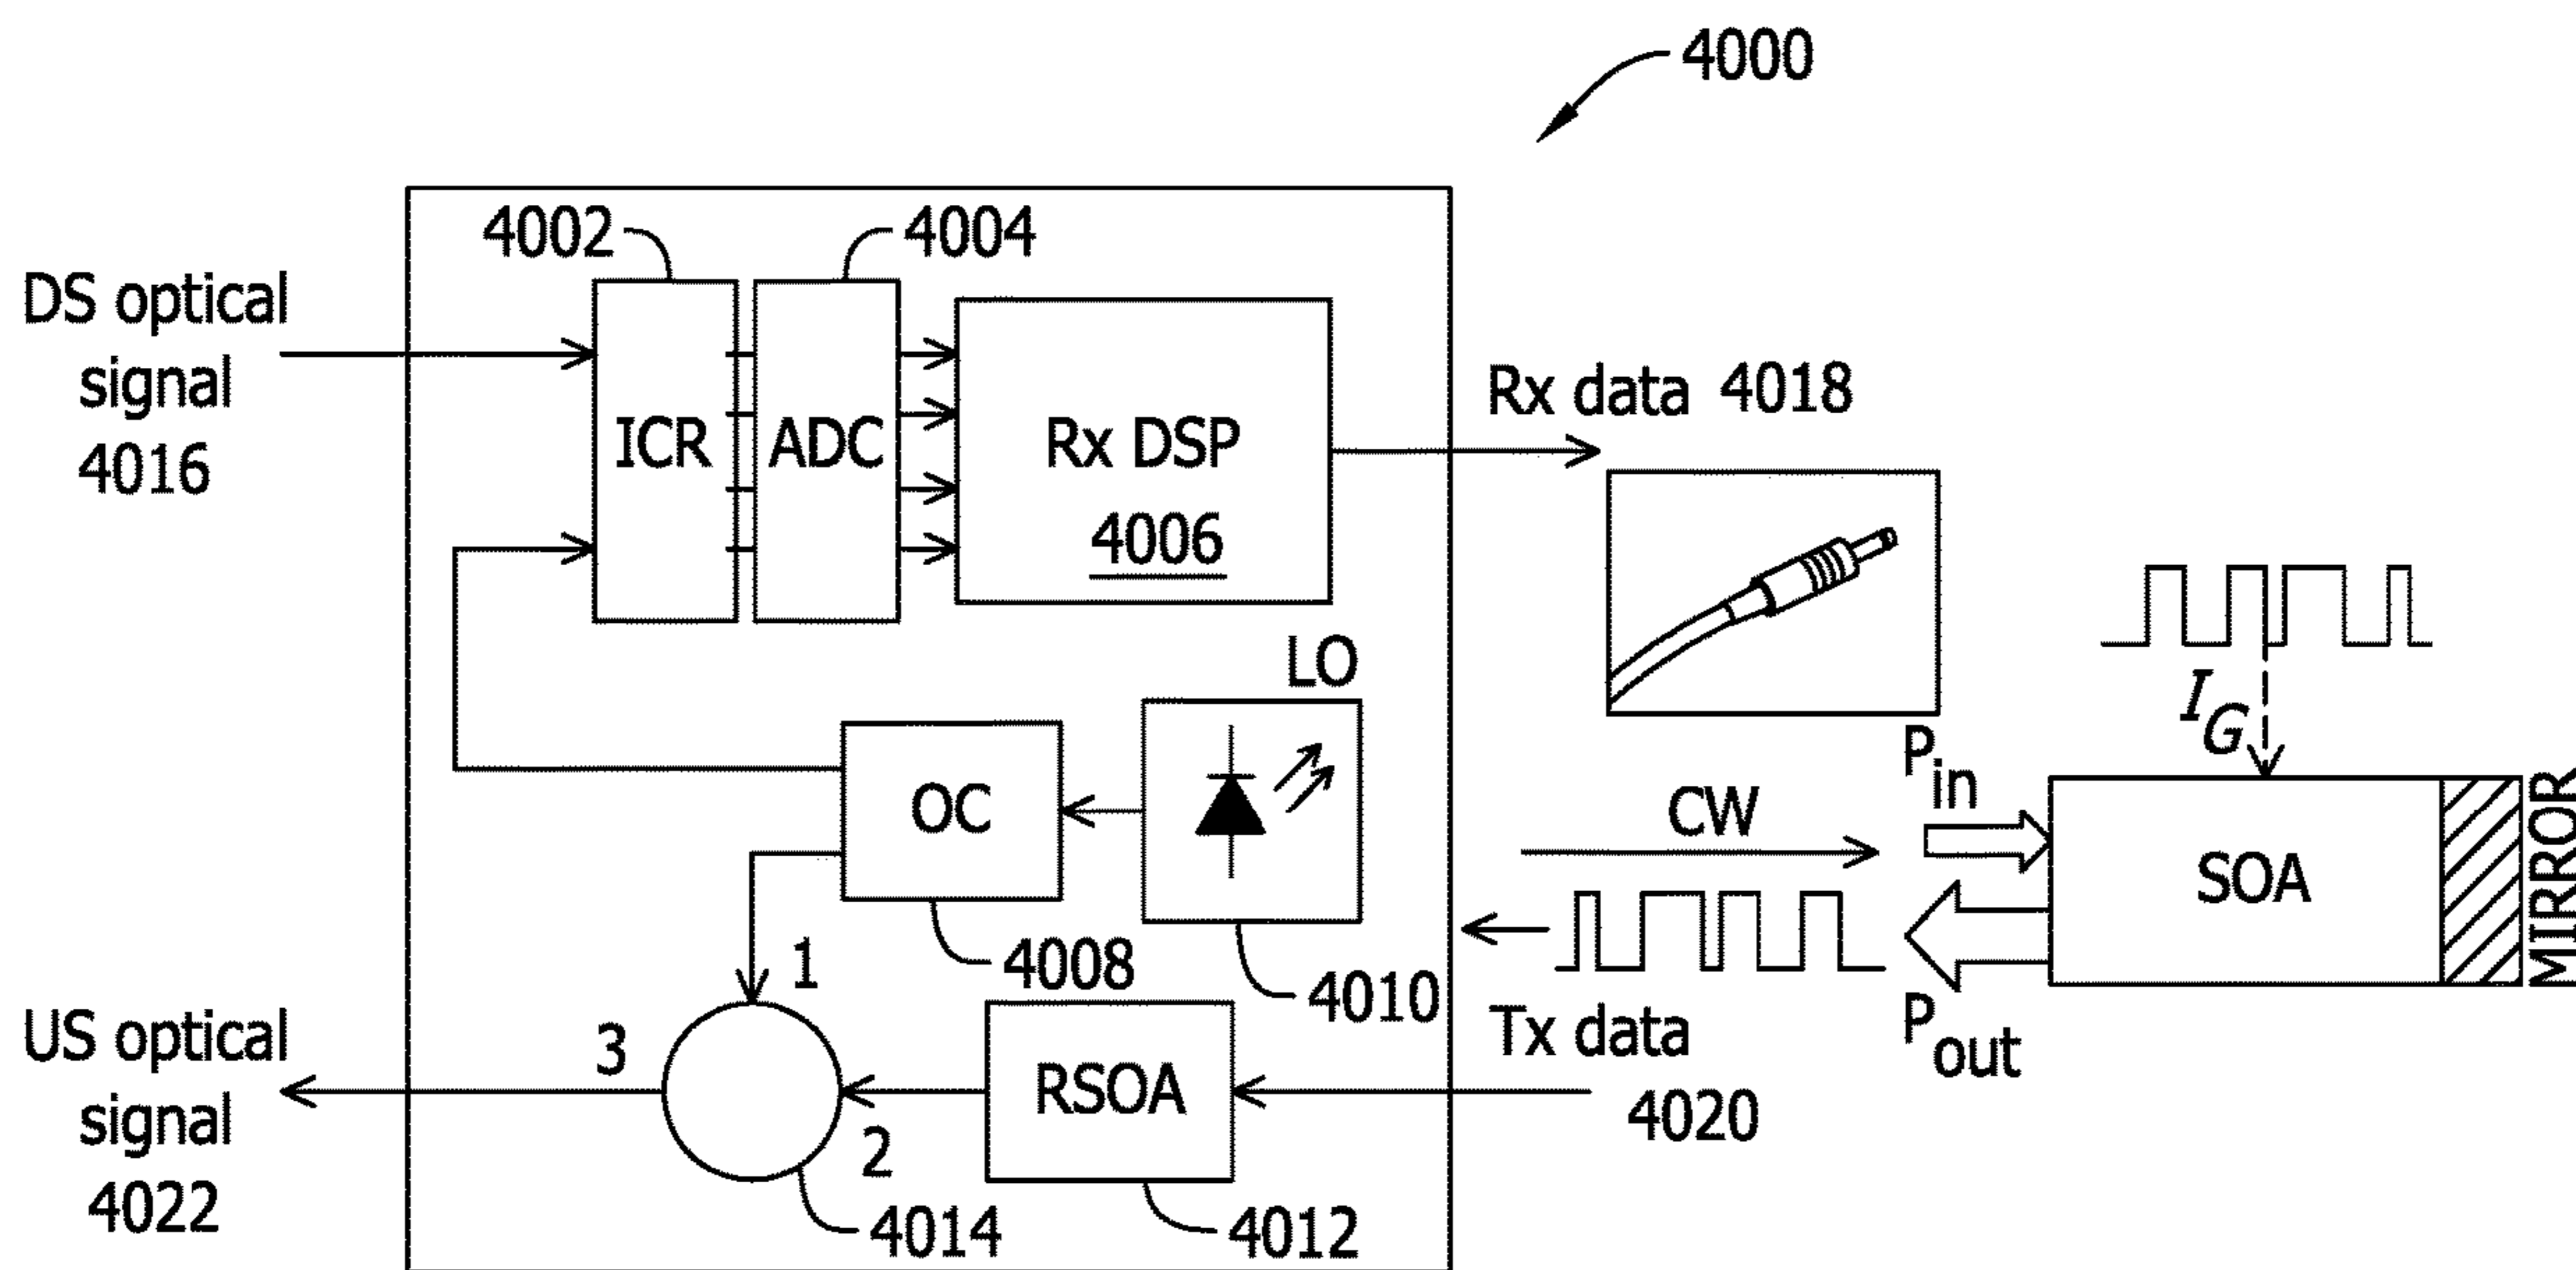 4000
4002
4004
DS optical
signal
4016
ICR
ADC
Rx DSP
4006
Rx data 4018
LO
OC
4008
4010
1
2
3
US optical
signal
4022
RSOA
4012
4014
Tx data
4020
CW
P in
P out
I G
SOA
MIRROR